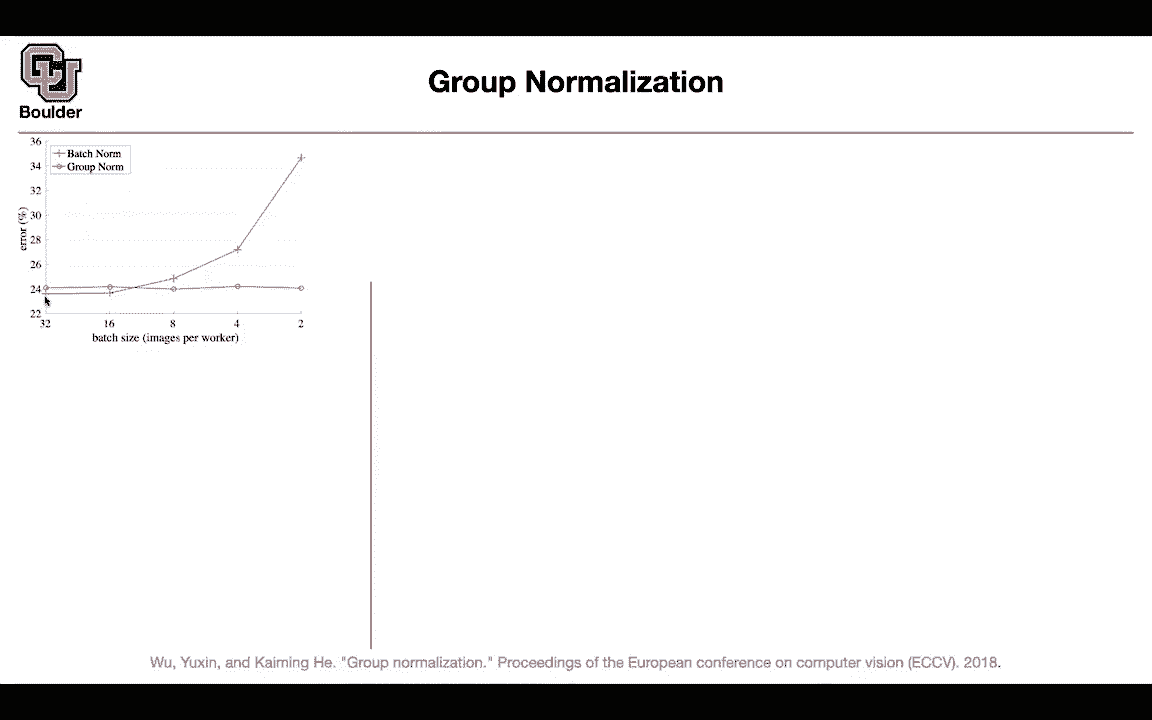 Boulder
Group Normalization
36
34
32
30
28
26
24
22
error (%)
Batch Norm
Group Norm
32 16 8 4 2
batch size (images per worker)
Wu, Yuxin, and Kaiming He. "Group normalization." Proceedings of the European conference on computer vision (ECCV). 2018.